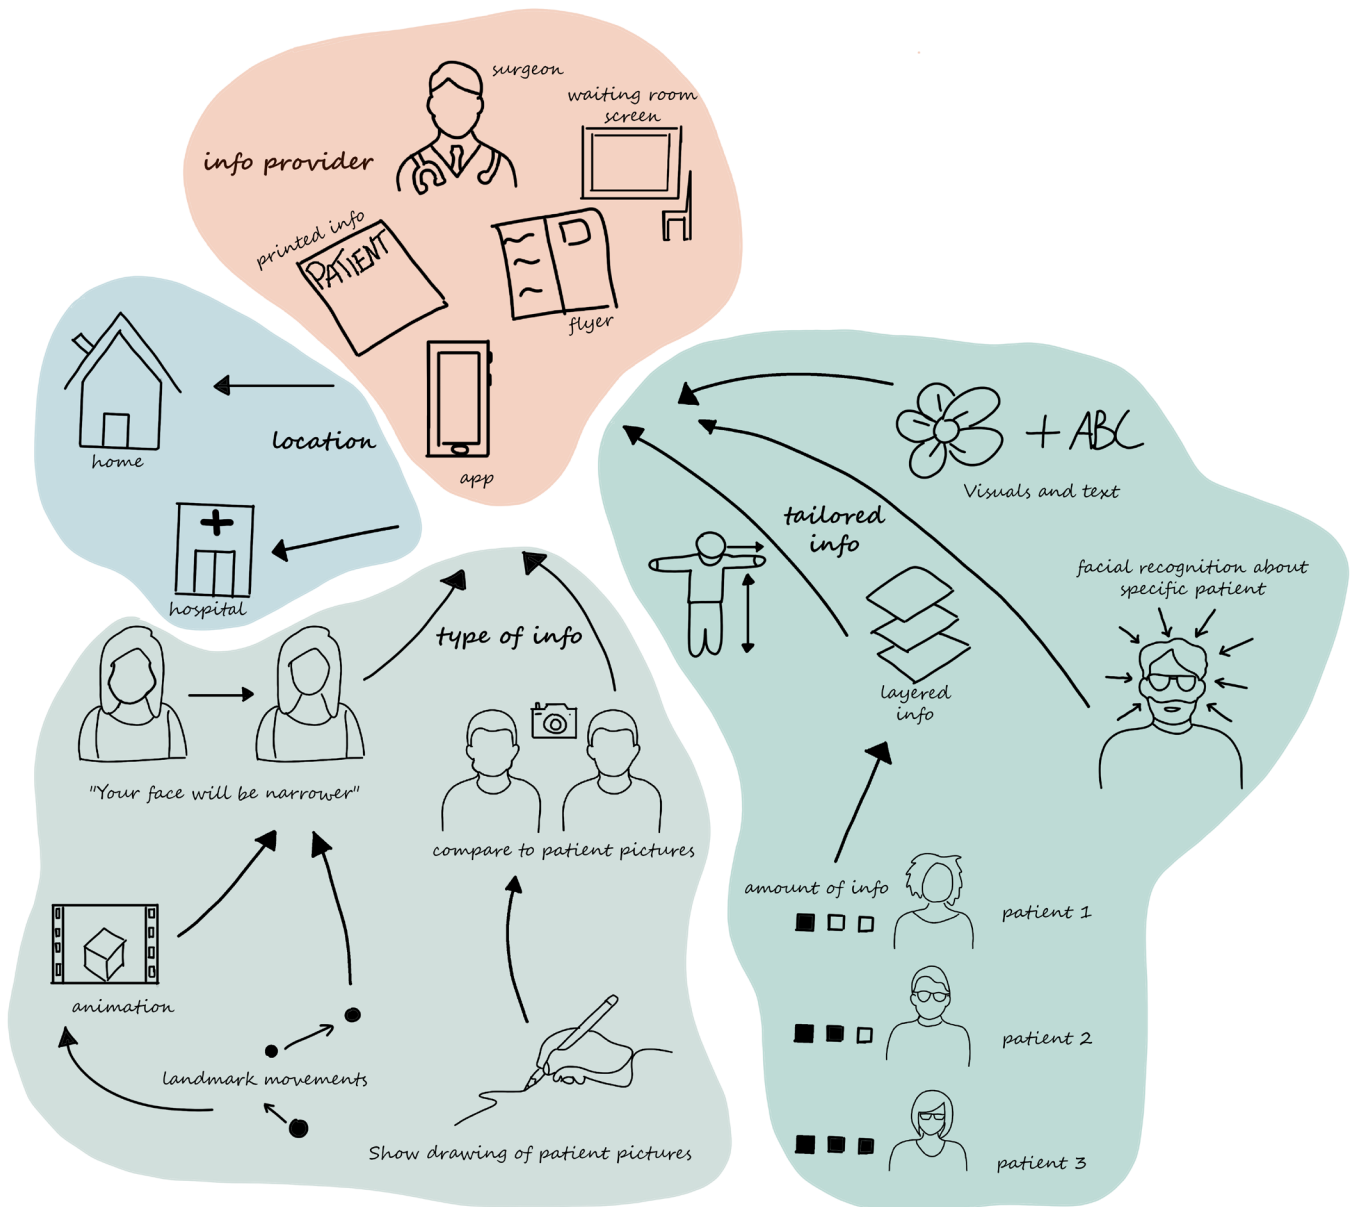 surgeon
waiting room
screen
info provider
printed info
PATIENT
flyer
app
location
home
hospital
+ ABC
Visuals and text
tailored
info
facial recognition about
specific patient
layered
info
amount of info
patient 1
patient 2
patient 3
type of info
"Your face will be narrower"
compare to patient pictures
animation
landmark movements
Show drawing of patient pictures